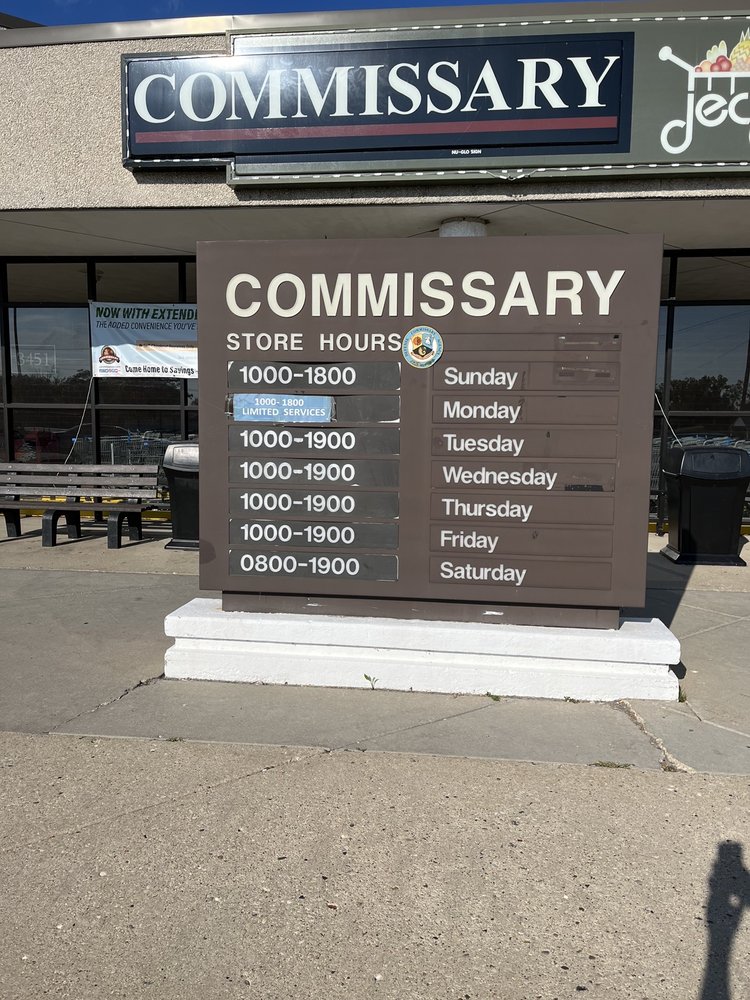 COMMISSARY
NU-GLO SIGN
NOW WITH EXTEND
THE ADDED CONVENIENCE YOU'VE
Come Home to Savings
3451
COMMISSARY
STORE HOURS
1000-1800 Sunday
1000-1800
LIMITED SERVICES
Monday
1000-1900 Tuesday
1000-1900 Wednesday
1000-1900 Thursday
1000-1900 Friday
0800-1900 Saturday